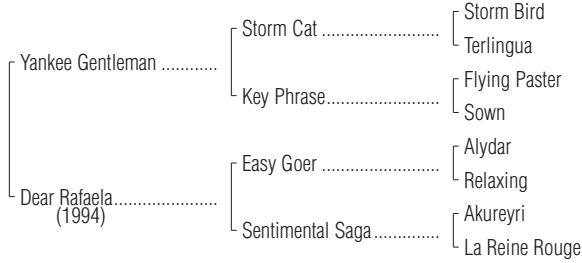 Storm Bird
Storm Cat ......................
Terlingua
Yankee Gentleman ...........
Flying Paster
Key Phrase......................
Sown
Alydar
Easy Goer ......................
Relaxing
Dear Rafaela....................
(1994)
Akureyri
Sentimental Saga.............
La Reine Rouge